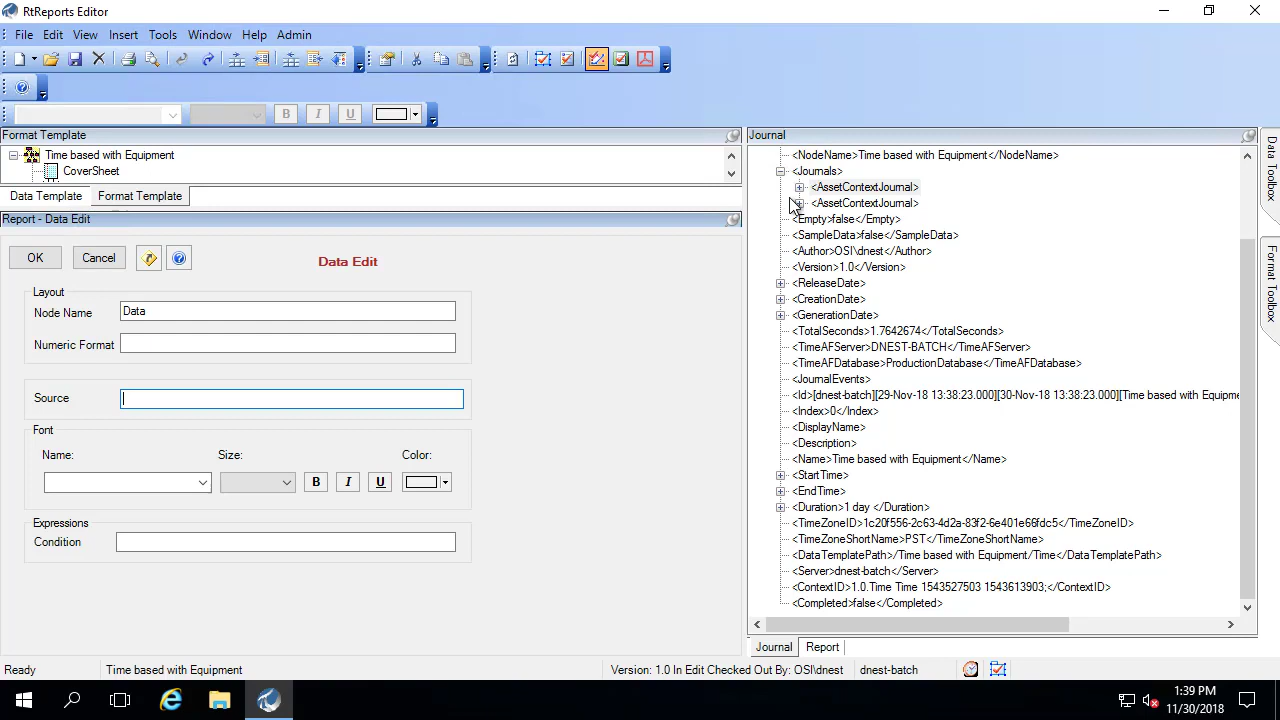 RtReports Editor
File Edit View Insert Tools Window Help Admin
B I U
Format Template
Time based with Equipment
CoverSheet
Data Template Format Template
Report - Data Edit
OK Cancel Data Edit
Layout
Node Name Data
Numeric Format
Source
Font
Name: Size: Color:
B I U
Expressions
Condition
Journal
<NodeName>Time based with Equipment</NodeName>
<Journals>
<AssetContextJournal>
<AssetContextJournal>
<Empty>false</Empty>
<SampleData>false</SampleData>
<Author>OSI\dnest</Author>
<Version>1.0</Version>
<ReleaseDate>
<CreationDate>
<GenerationDate>
<TotalSeconds>1.7642674</TotalSeconds>
<TimeAFServer>DNEST-BATCH</TimeAFServer>
<TimeAFDatabase>ProductionDatabase</TimeAFDatabase>
<JournalEvents>
<Id>[dnest-batch][29-Nov-18 13:38:23.000][30-Nov-18 13:38:23.000][Time based with Equipme
<Index>0</Index>
<DisplayName>
<Description>
<Name>Time based with Equipment</Name>
<StartTime>
<EndTime>
<Duration>1 day </Duration>
<TimeZoneID>1c20f556-2c63-4d2a-83f2-6e401e66fdc5</TimeZoneID>
<TimeZoneShortName>PST</TimeZoneShortName>
<DataTemplatePath>/Time based with Equipment/Time</DataTemplatePath>
<Server>dnest-batch</Server>
<ContextID>1.0.Time Time 1543527503 1543613903;</ContextID>
<Completed>false</Completed>
Journal Report
Data Toolbox
Format Toolbox
Ready Time based with Equipment Version: 1.0 In Edit Checked Out By: OSI\dnest dnest-batch
1:39 PM
11/30/2018